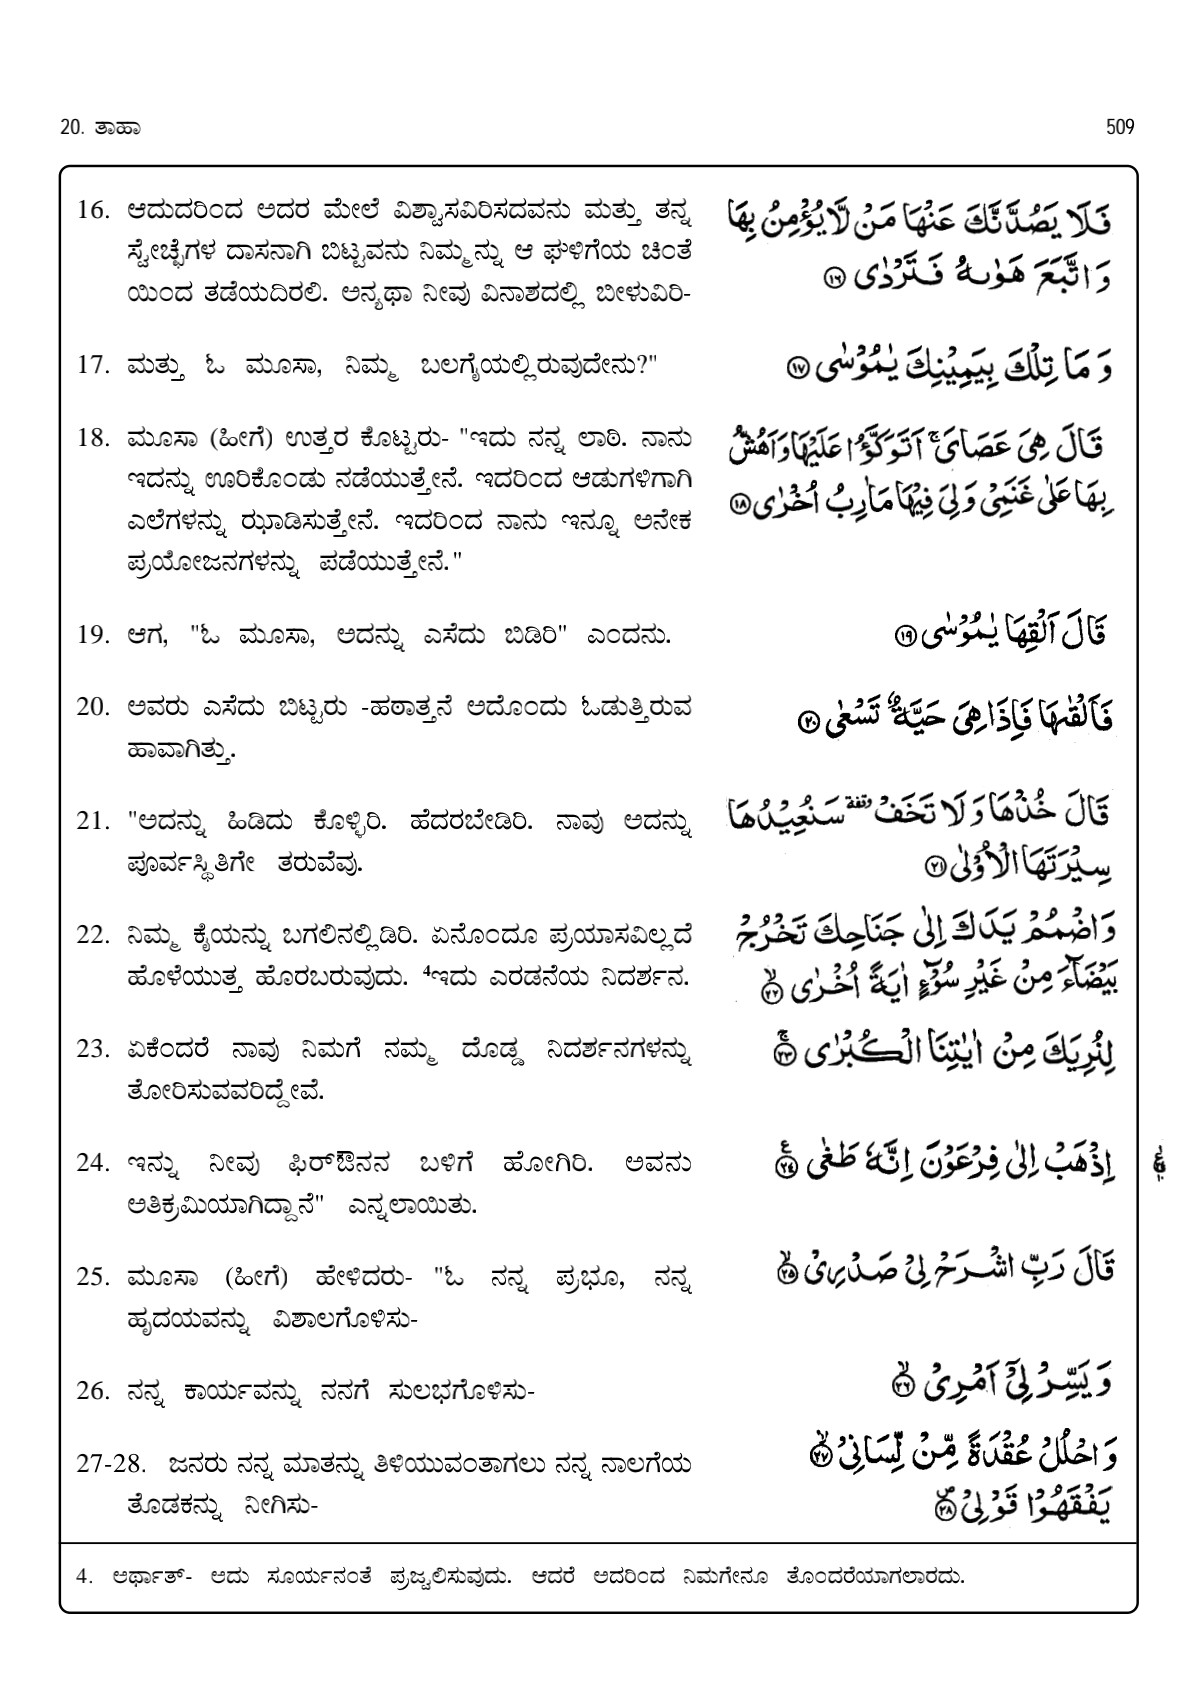 20. ತಾಹಾ 509
16. ಆದುದರಿಂದ ಅದರ ಮೇಲೆ ವಿಶ್ವಾಸವಿರಿಸದವನು ಮತ್ತು ತನ್ನ
ಸ್ವೇಚ್ಛೆಗಳ ದಾಸನಾಗಿ ಬಿಟ್ಟವನು ನಿಮ್ಮನ್ನು ಆ ಘಳಿಗೆಯ ಚಿಂತೆ
ಯಿಂದ ತಡೆಯದಿರಲಿ. ಅನ್ಯಥಾ ನೀವು ವಿನಾಶದಲ್ಲಿ ಬೀಳುವಿರಿ-
فَلَا يَصُدَّنَّكَ عَنْهَا مَنْ لَّا يُؤْمِنُ بِهَا
وَاتَّبَعَ هَوٰىهُ فَتَرْدٰى ۝١٦
17. ಮತ್ತು ಓ ಮೂಸಾ, ನಿಮ್ಮ ಬಲಗೈಯಲ್ಲಿರುವುದೇನು?"
وَمَا تِلْكَ بِيَمِيْنِكَ يٰمُوْسٰى ۝١٧
18. ಮೂಸಾ (ಹೀಗೆ) ಉತ್ತರ ಕೊಟ್ಟರು- "ಇದು ನನ್ನ ಲಾಠಿ. ನಾನು
ಇದನ್ನು ಊರಿಕೊಂಡು ನಡೆಯುತ್ತೇನೆ. ಇದರಿಂದ ಆಡುಗಳಿಗಾಗಿ
ಎಲೆಗಳನ್ನು ಝಾಡಿಸುತ್ತೇನೆ. ಇದರಿಂದ ನಾನು ಇನ್ನೂ ಅನೇಕ
ಪ್ರಯೋಜನಗಳನ್ನು ಪಡೆಯುತ್ತೇನೆ."
قَالَ هِىَ عَصَاىَ ۚ اَتَوَكَّؤُا عَلَيْهَا وَاَهُشُّ
بِهَا عَلٰى غَنَمِىْ وَلِىَ فِيْهَا مَاٰرِبُ اُخْرٰى ۝١٨
19. ಆಗ, "ಓ ಮೂಸಾ, ಅದನ್ನು ಎಸೆದು ಬಿಡಿರಿ" ಎಂದನು.
قَالَ اَلْقِهَا يٰمُوْسٰى ۝١٩
20. ಅವರು ಎಸೆದು ಬಿಟ್ಟರು -ಹಠಾತ್ತನೆ ಅದೊಂದು ಓಡುತ್ತಿರುವ
ಹಾವಾಗಿತ್ತು.
فَاَلْقٰىهَا فَاِذَا هِىَ حَيَّةٌ تَسْعٰى ۝٢٠
21. "ಅದನ್ನು ಹಿಡಿದು ಕೊಳ್ಳಿರಿ. ಹೆದರಬೇಡಿರಿ. ನಾವು ಅದನ್ನು
ಪೂರ್ವಸ್ಥಿತಿಗೇ ತರುವೆವು.
قَالَ خُذْهَا وَلَا تَخَفْ وقفة سَنُعِيْدُهَا
سِيْرَتَهَا الْاُوْلٰى ۝٢١
22. ನಿಮ್ಮ ಕೈಯನ್ನು ಬಗಲಿನಲ್ಲಿಡಿರಿ. ಏನೊಂದೂ ಪ್ರಯಾಸವಿಲ್ಲದೆ
ಹೊಳೆಯುತ್ತ ಹೊರಬರುವುದು. ⁴ಇದು ಎರಡನೆಯ ನಿದರ್ಶನ.
وَاضْمُمْ يَدَكَ اِلٰى جَنَاحِكَ تَخْرُجْ
بَيْضَآءَ مِنْ غَيْرِ سُوْٓءٍ اٰيَةً اُخْرٰى ۙ۝٢٢
23. ಏಕೆಂದರೆ ನಾವು ನಿಮಗೆ ನಮ್ಮ ದೊಡ್ಡ ನಿದರ್ಶನಗಳನ್ನು
ತೋರಿಸುವವರಿದ್ದೇವೆ.
لِنُرِيَكَ مِنْ اٰيٰتِنَا الْكُبْرٰى ۚ۝٢٣
24. ಇನ್ನು ನೀವು ಫಿರ್‌ಔನನ ಬಳಿಗೆ ಹೋಗಿರಿ. ಅವನು
ಅತಿಕ್ರಮಿಯಾಗಿದ್ದಾನೆ" ಎನ್ನಲಾಯಿತು.
اِذْهَبْ اِلٰى فِرْعَوْنَ اِنَّهٗ طَغٰى ۝٢٤
25. ಮೂಸಾ (ಹೀಗೆ) ಹೇಳಿದರು- "ಓ ನನ್ನ ಪ್ರಭೂ, ನನ್ನ
ಹೃದಯವನ್ನು ವಿಶಾಲಗೊಳಿಸು-
قَالَ رَبِّ اشْرَحْ لِىْ صَدْرِىْ ۙ۝٢٥
26. ನನ್ನ ಕಾರ್ಯವನ್ನು ನನಗೆ ಸುಲಭಗೊಳಿಸು-
وَيَسِّرْ لِىْٓ اَمْرِىْ ۙ۝٢٦
27-28. ಜನರು ನನ್ನ ಮಾತನ್ನು ತಿಳಿಯುವಂತಾಗಲು ನನ್ನ ನಾಲಗೆಯ
ತೊಡಕನ್ನು ನೀಗಿಸು-
وَاحْلُلْ عُقْدَةً مِّنْ لِّسَانِىْ ۙ۝٢٧
يَفْقَهُوْا قَوْلِىْ ۝٢٨
4. ಅರ್ಥಾತ್- ಅದು ಸೂರ್ಯನಂತೆ ಪ್ರಜ್ವಲಿಸುವುದು. ಆದರೆ ಅದರಿಂದ ನಿಮಗೇನೂ ತೊಂದರೆಯಾಗಲಾರದು.